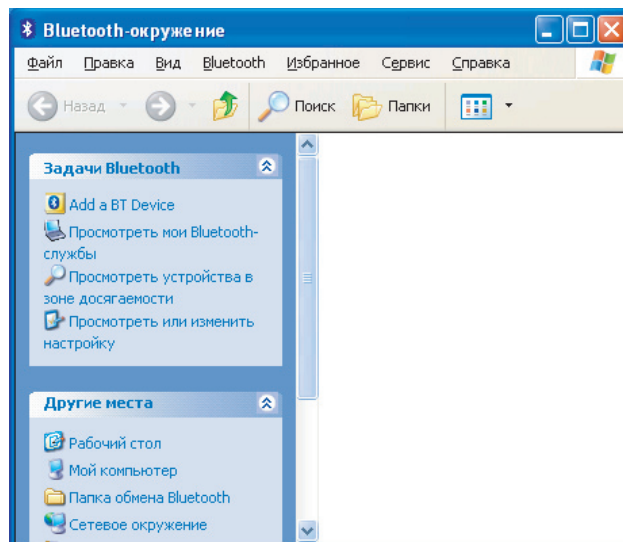 Bluetooth-окружение
Файл Правка Вид Bluetooth Избранное Сервис Справка
Назад Поиск Папки
Задачи Bluetooth
Add a BT Device
Просмотреть мои Bluetooth-
службы
Просмотреть устройства в
зоне досягаемости
Просмотреть или изменить
настройку
Другие места
Рабочий стол
Мой компьютер
Папка обмена Bluetooth
Сетевое окружение